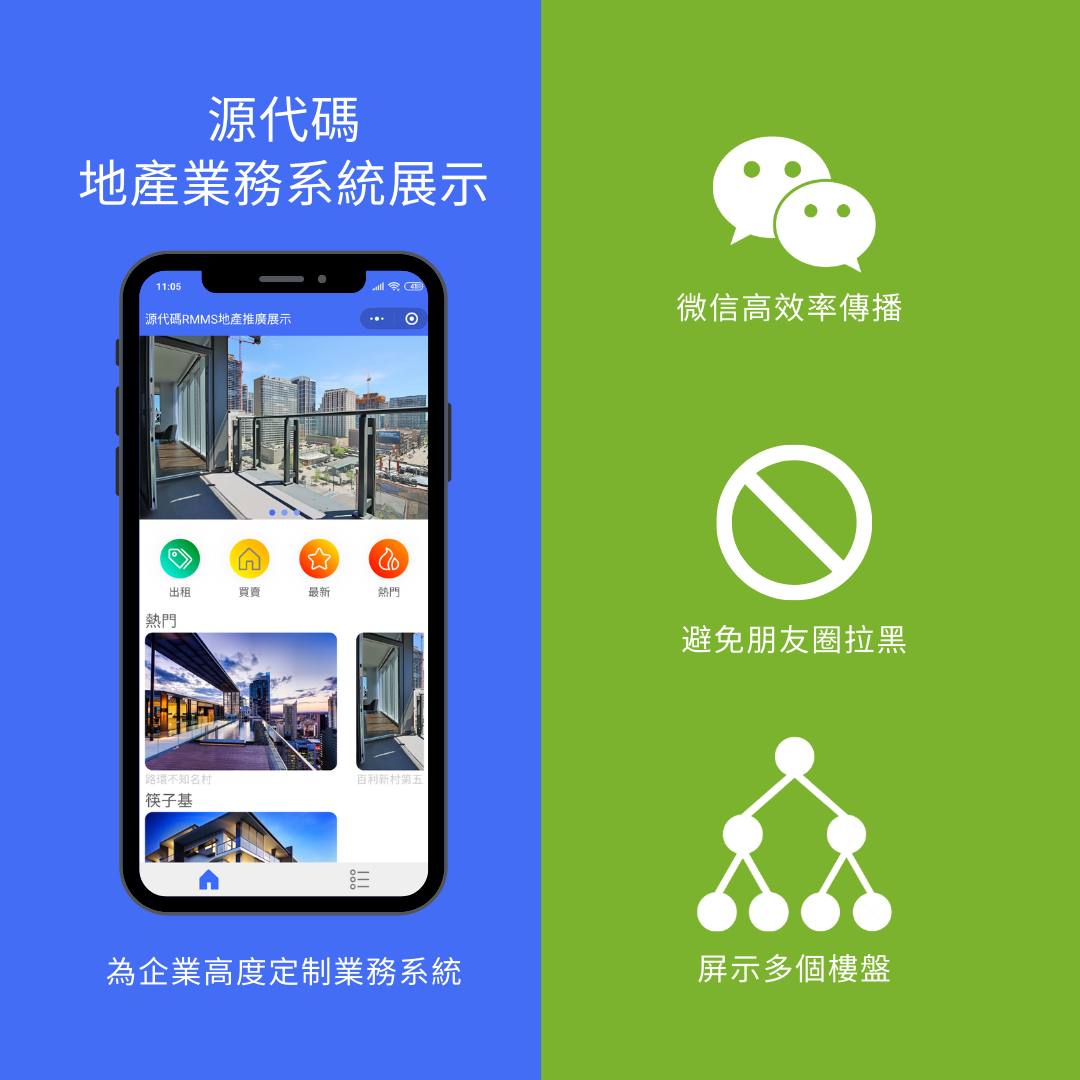 源代碼
地產業務系統展示
11:05
源代碼RMMS地產推廣展示
出租
買賣
最新
熱門
熱門
路環不知名村
百利新村第五
筷子基
為企業高度定制業務系統
微信高效率傳播
避免朋友圈拉黑
屏示多個樓盤